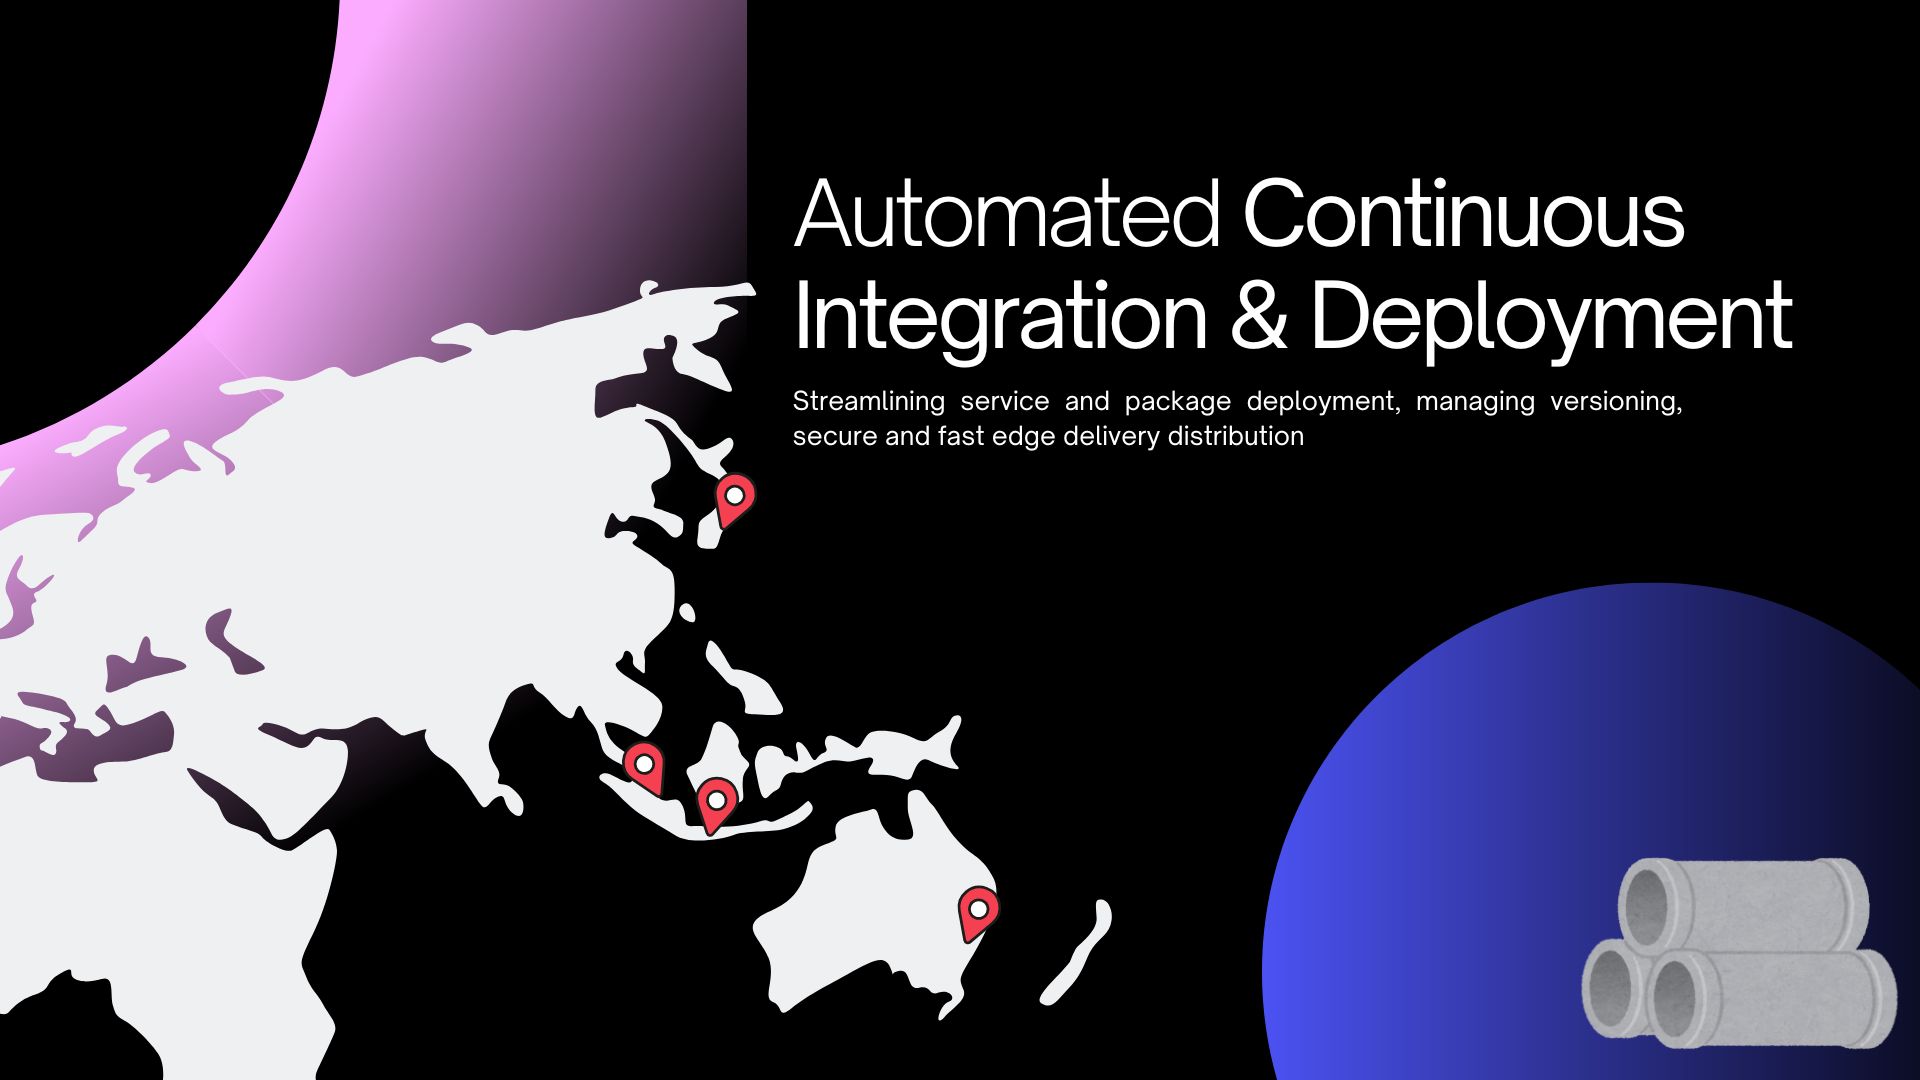 Automated Continuous
Integration & Deployment
Streamlining service and package deployment, managing versioning,
secure and fast edge delivery distribution